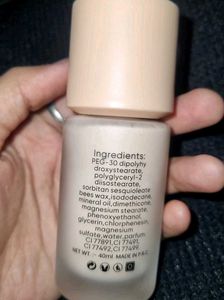 Ingredients:
PEG-30 dipolyhy
droxystearate,
polyglyceryl-2
diisostearate,
sorbitan sesquioleate
bees wax,isododecane,
mineral oil,dimethicone,
magnesium stearate,
phenoxyethanol,
glycerin,chlorphenesin,
magnesium
sulfate,water,parfum.
CI 77891,CI 77491,
CI 77492,CI 77499
NET WT :- 40ml MADE IN P.R.C